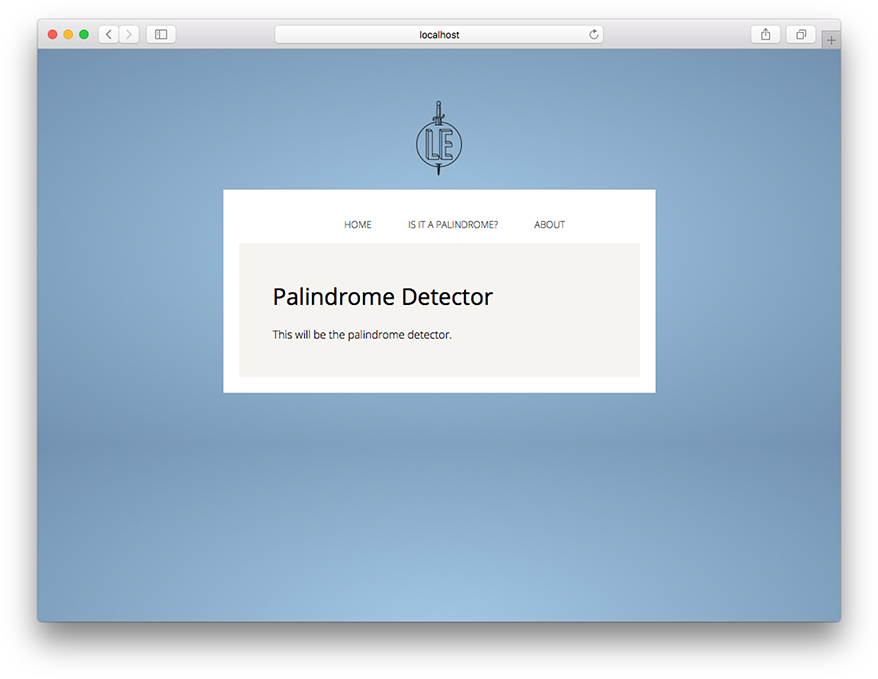 localhost
LE
HOME IS IT A PALINDROME? ABOUT
Palindrome Detector
This will be the palindrome detector.